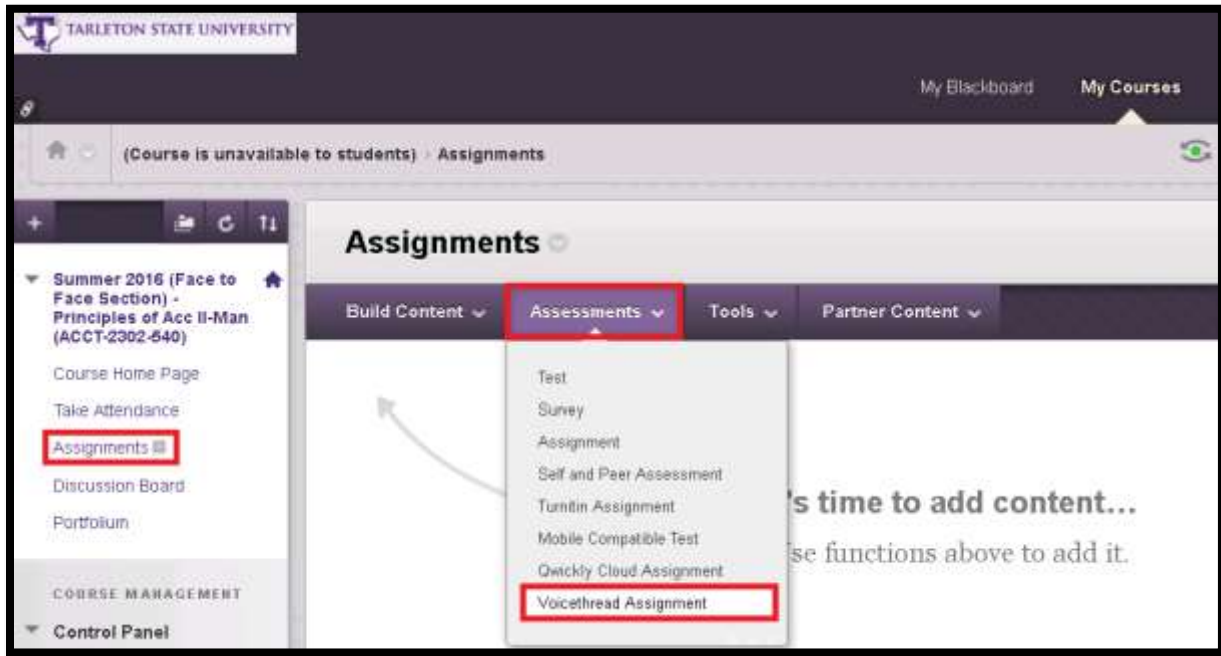 TARLETON STATE UNIVERSITY
My Blackboard
My Courses
(Course is unavailable to students)
Assignments
Summer 2016 (Face to
Face Section) -
Principles of Acc II-Man
(ACCT-2302-540)
Course Home Page
Take Attendance
Assignments
Discussion Board
Portfolium
COURSE MANAGEMENT
Control Panel
Assignments
Build Content
Assessments
Tools
Partner Content
Test
Survey
Assignment
Self and Peer Assessment
Turnitin Assignment
Mobile Compatible Test
Qwickly Cloud Assignment
Voicethread Assignment
's time to add content...
se functions above to add it.